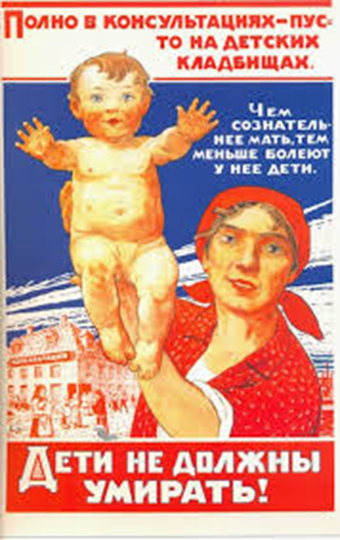 ПОЛНО В КОНСУЛЬТАЦИЯХ-ПУС-
ТО НА ДЕТСКИХ
КЛАДБИЩАХ.
ЧЕМ
СОЗНАТЕЛЬ-
НЕЕ МАТЬ, ТЕМ
МЕНЬШЕ БОЛЕЮТ
У НЕЕ ДЕТИ.
ДЕТИ НЕ ДОЛЖНЫ
УМИРАТЬ!